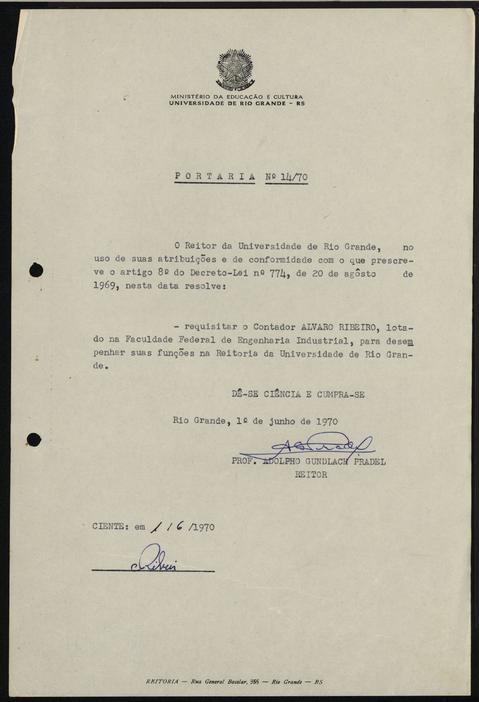 MINISTÉRIO DA EDUCAÇÃO E CULTURA
UNIVERSIDADE DE RIO GRANDE - RS
PORTARIA Nº 14/70
O Reitor da Universidade de Rio Grande, no
uso de suas atribuições e de conformidade com o que prescre-
ve o artigo 8º do Decreto-Lei nº 774, de 20 de agôsto de
1969, nesta data resolve:
- requisitar o Contador ALVARO RIBEIRO, lota-
do na Faculdade Federal de Engenharia Industrial, para desem
penhar suas funções na Reitoria da Universidade de Rio Gran-
de.
DÊ-SE CIÊNCIA E CUMPRA-SE
Rio Grande, 1º de junho de 1970
PROF. ADOLPHO GUNDLACH PRADEL
REITOR
CIENTE: em 1/6/1970
REITORIA — Rua General Bacelar, — Rio Grande — RS